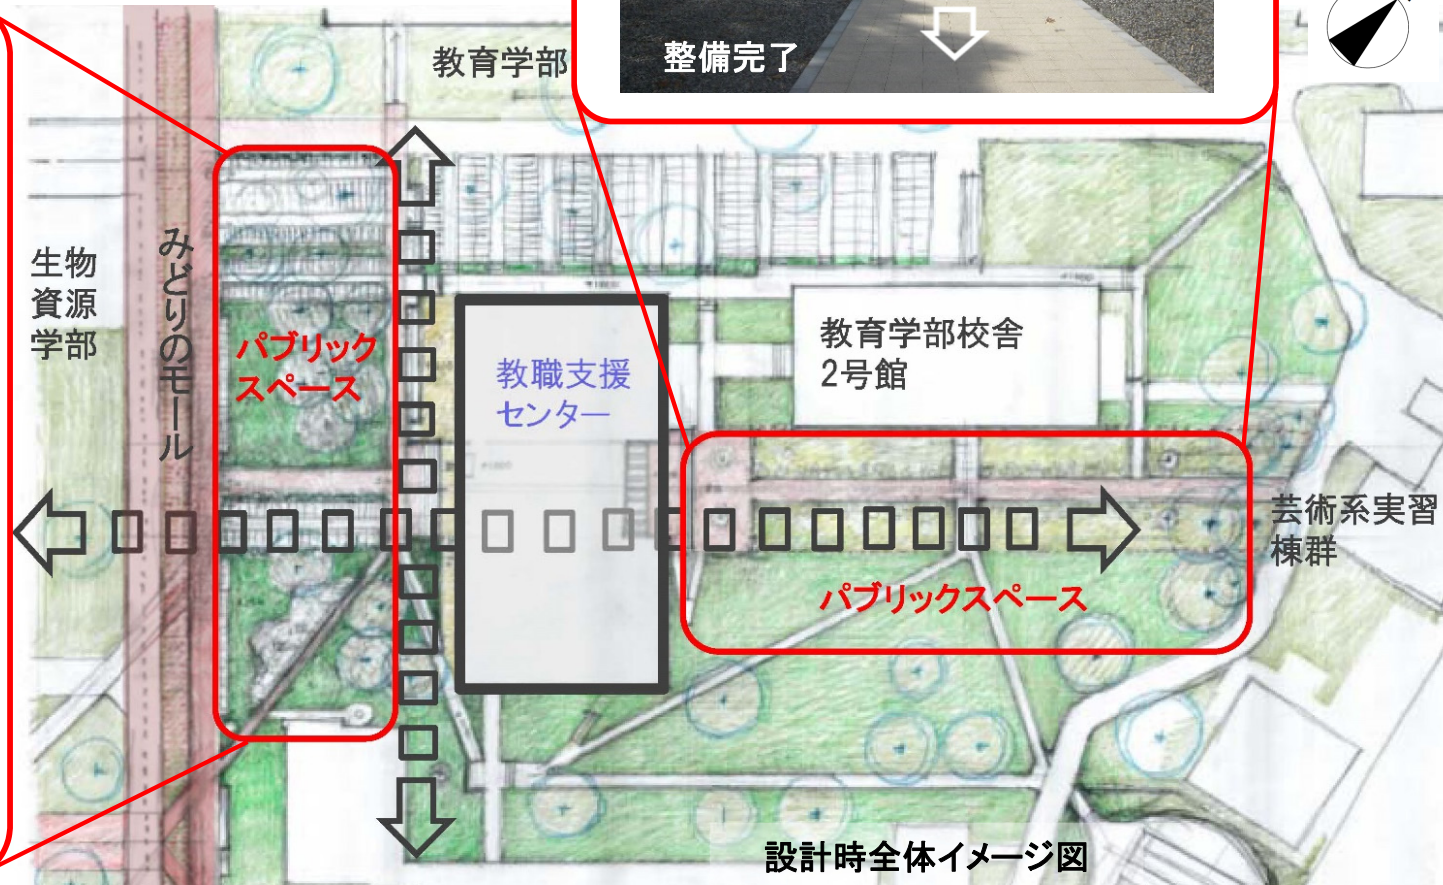 教育学部
整備完了
生物
資源
学部
みどりのモール
パブリック
スペース
教職支援
センター
教育学部校舎
2号館
芸術系実習
棟群
パブリックスペース
設計時全体イメージ図